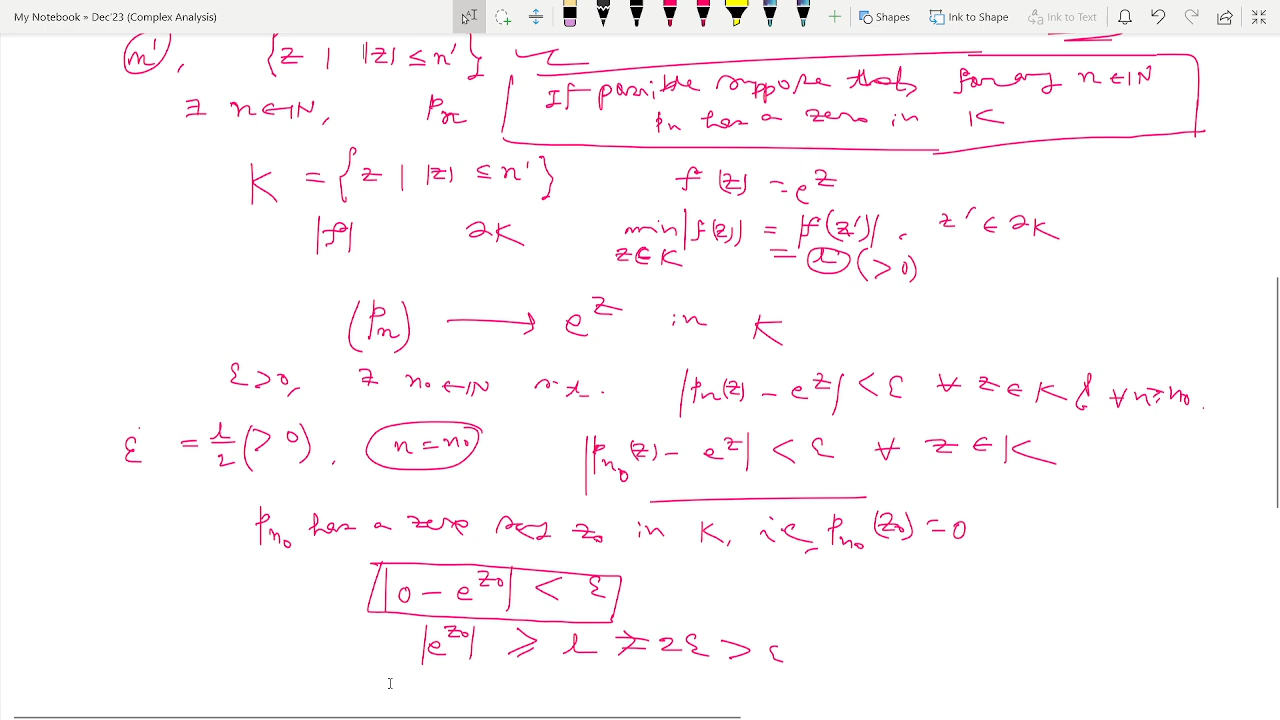 My Notebook » Dec'23 (Complex Analysis)
Shapes Ink to Shape Ink to Text
n', {z | |z| ≤ n'}
If possible suppose that, for any n ∈ ℕ
∃ n ∈ ℕ, Pn
Pn has a zero in K
K = {z | |z| ≤ n'} f(z) = e^z
|f| ∂K min |f(z)| = |f(z')|, z' ∈ ∂K
z ∈ K = l (> 0)
(Pn) ⟶ e^z in K
ε > 0, ∃ n₀ ∈ ℕ s.t. |Pn(z) − e^z| < ε ∀ z ∈ K & ∀ n ≥ n₀.
ε = l/2 (> 0), n = n₀ |Pn₀(z) − e^z| < ε ∀ z ∈ K
Pn₀ has a zero say z₀ in K, i.e, Pn₀(z₀) = 0
|0 − e^z₀| < ε
|e^z₀| ≥ l = 2ε > ε